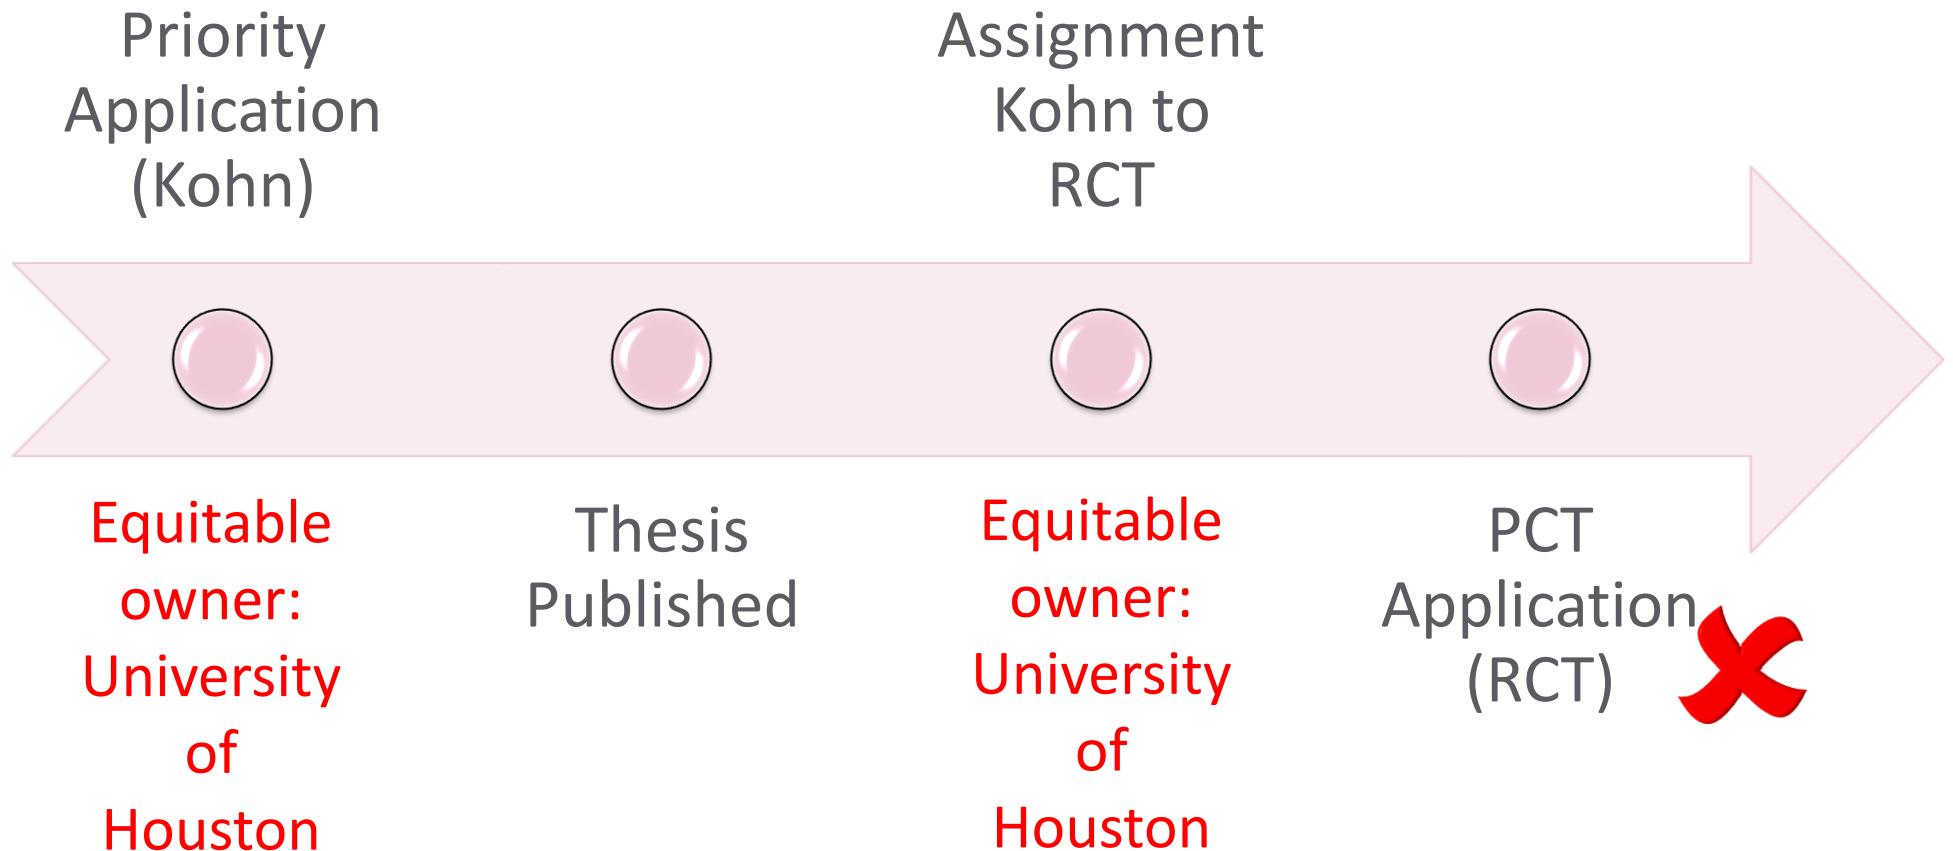 Priority
Application
(Kohn)
Assignment
Kohn to
RCT
Equitable
owner:
University
of
Houston
Thesis
Published
Equitable
owner:
University
of
Houston
PCT
Application
(RCT)